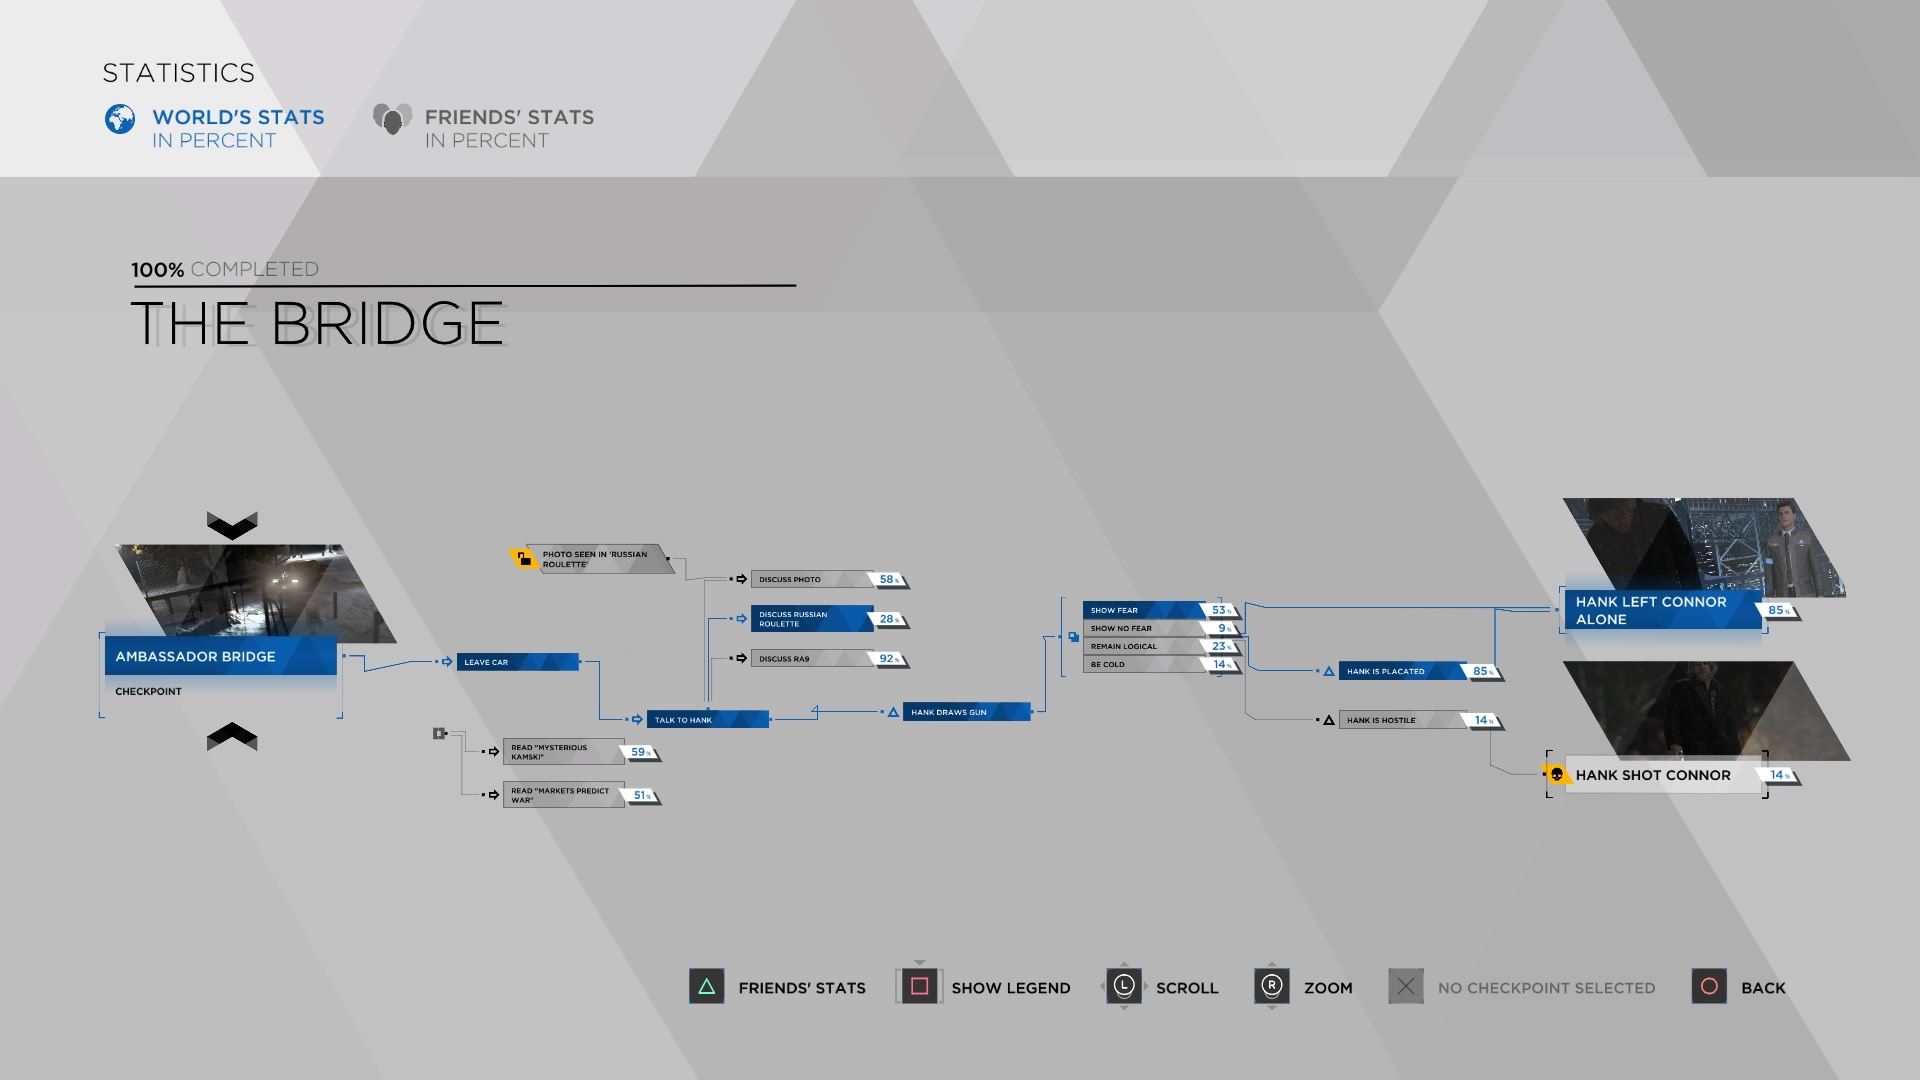 STATISTICS
WORLD'S STATS
IN PERCENT
FRIENDS' STATS
IN PERCENT
100% COMPLETED
THE BRIDGE
AMBASSADOR BRIDGE
CHECKPOINT
LEAVE CAR
PHOTO SEEN IN 'RUSSIAN
ROULETTE'
READ "MYSTERIOUS
KAMSKI"
59%
READ "MARKETS PREDICT
WAR"
51%
TALK TO HANK
DISCUSS PHOTO
58%
DISCUSS RUSSIAN
ROULETTE
28%
DISCUSS RA9
92%
HANK DRAWS GUN
SHOW FEAR
53%
SHOW NO FEAR
9%
REMAIN LOGICAL
23%
BE COLD
14%
HANK IS PLACATED
85%
HANK IS HOSTILE
14%
HANK LEFT CONNOR
ALONE
85%
HANK SHOT CONNOR
14%
FRIENDS' STATS
SHOW LEGEND
L
SCROLL
R
ZOOM
NO CHECKPOINT SELECTED
BACK